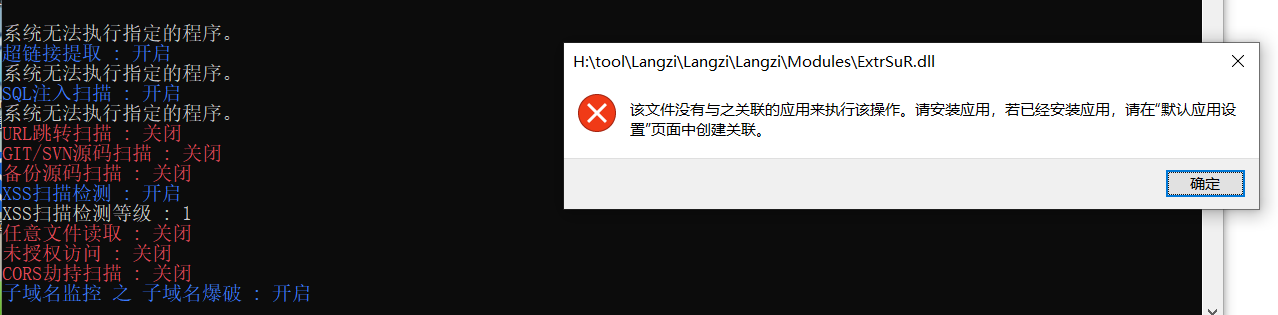 系统无法执行指定的程序。
超链接提取 : 开启
系统无法执行指定的程序。
SQL注入扫描 : 开启
系统无法执行指定的程序。
URL跳转扫描 : 关闭
GIT/SVN源码扫描 : 关闭
备份源码扫描 : 关闭
XSS扫描检测 : 开启
XSS扫描检测等级 : 1
任意文件读取 : 关闭
未授权访问 : 关闭
CORS劫持扫描 : 关闭
子域名监控 之 子域名爆破 : 开启
H:\tool\Langzi\Langzi\Langzi\Modules\ExtrSuR.dll
该文件没有与之关联的应用来执行该操作。请安装应用，若已经安装应用，请在“默认应用设
置”页面中创建关联。
确定